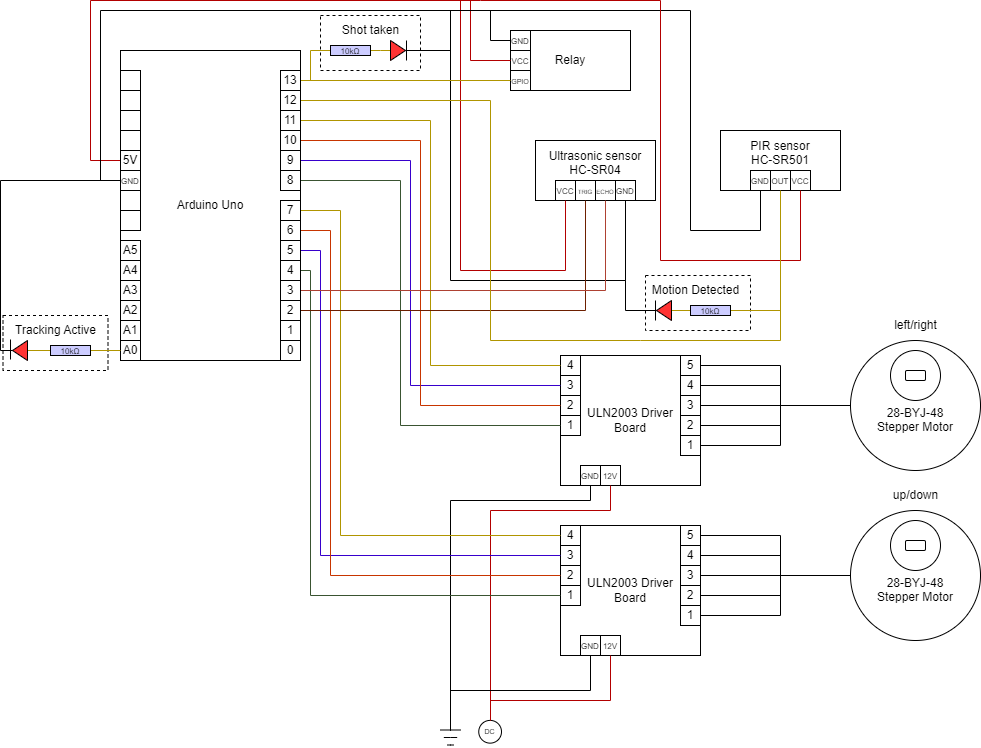 Shot taken
10kΩ
GND
VCC
GPIO
Relay
13
12
11
10
9
8
7
6
5
4
3
2
1
0
5V
GND
A5
A4
A3
A2
A1
A0
Arduino Uno
Tracking Active
10kΩ
Ultrasonic sensor
HC-SR04
VCC TRIG ECHO GND
PIR sensor
HC-SR501
GND OUT VCC
Motion Detected
10kΩ
4
3
2
1
ULN2003 Driver
Board
5
4
3
2
1
GND 12V
left/right
28-BYJ-48
Stepper Motor
4
3
2
1
ULN2003 Driver
Board
5
4
3
2
1
GND 12V
up/down
28-BYJ-48
Stepper Motor
DC